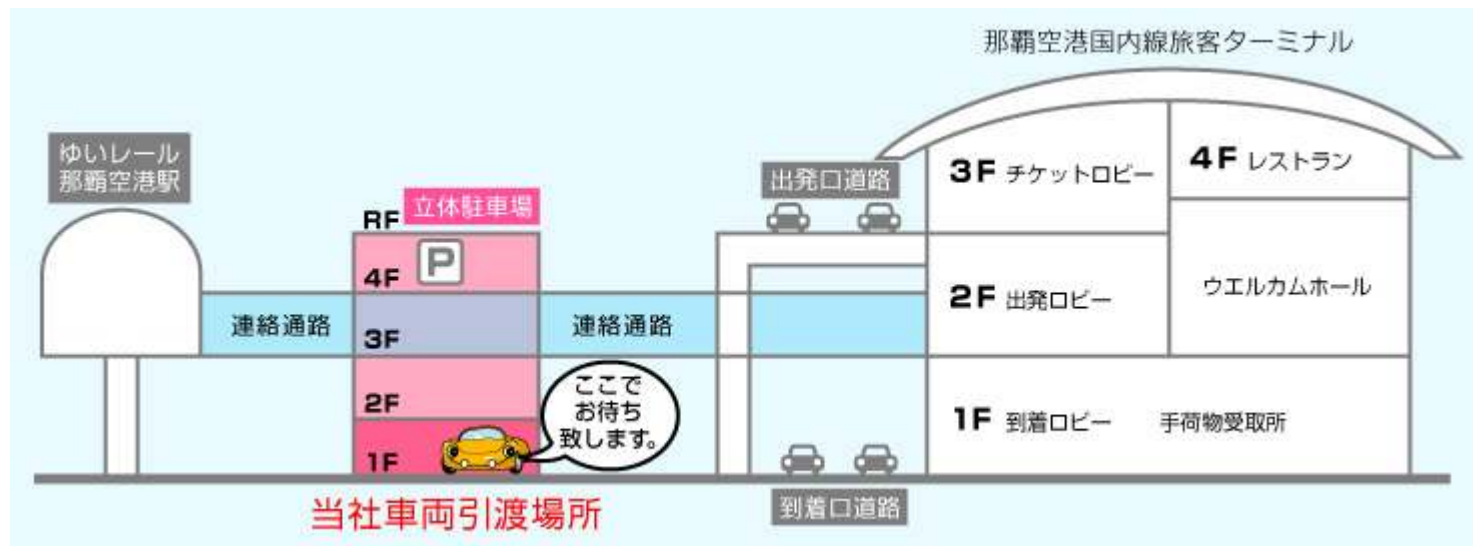 那覇空港国内線旅客ターミナル
ゆいレール
那覇空港駅
立体駐車場
RF
P
4F
3F
2F
1F
連絡通路
連絡通路
ここで
お待ち
致します。
当社車両引渡場所
出発口道路
到着口道路
3F チケットロビー
4F レストラン
2F 出発ロビー
ウエルカムホール
1F 到着ロビー 手荷物受取所